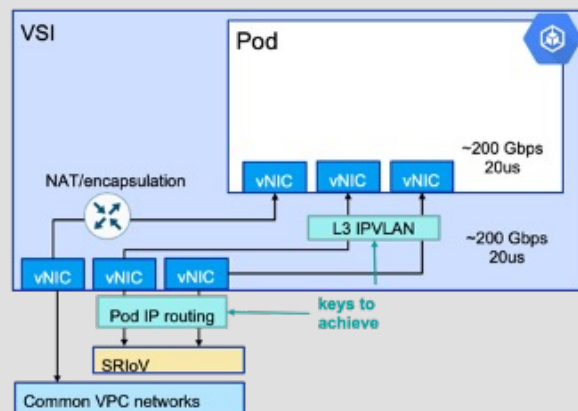 VSI
Pod
~200 Gbps
20us
vNIC
vNIC
vNIC
NAT/encapsulation
L3 IPVLAN
~200 Gbps
20us
vNIC
vNIC
vNIC
keys to
achieve
Pod IP routing
SRIoV
Common VPC networks